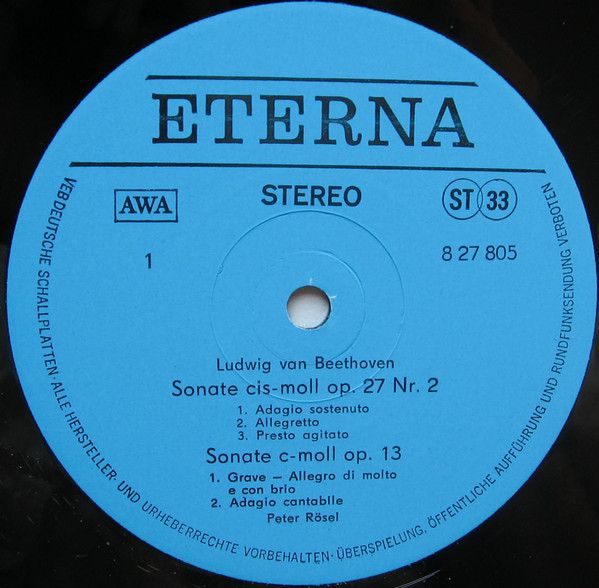 ETERNA
AWA
STEREO
ST 33
1
8 27 805
Ludwig van Beethoven
Sonate cis-moll op. 27 Nr. 2
1. Adagio sostenuto
2. Allegretto
3. Presto agitato
Sonate c-moll op. 13
1. Grave – Allegro di molto
e con brio
2. Adagio cantabile
Peter Rösel
VEB DEUTSCHE SCHALLPLATTEN · ALLE HERSTELLER- UND URHEBERRECHTE VORBEHALTEN · ÜBERSPIELUNG, ÖFFENTLICHE AUFFÜHRUNG UND RUNDFUNKSENDUNG VERBOTEN